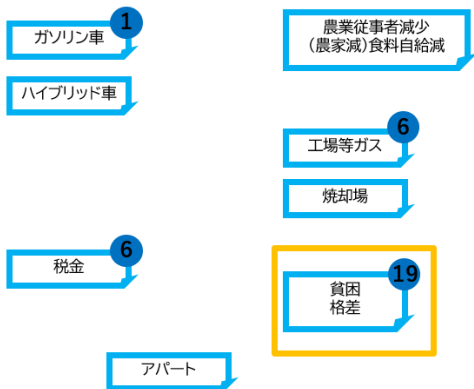 1
ガソリン車
ハイブリッド車
農業従事者減少
(農家減)食料自給減
6
工場等ガス
焼却場
6
税金
19
貧困
格差
アパート